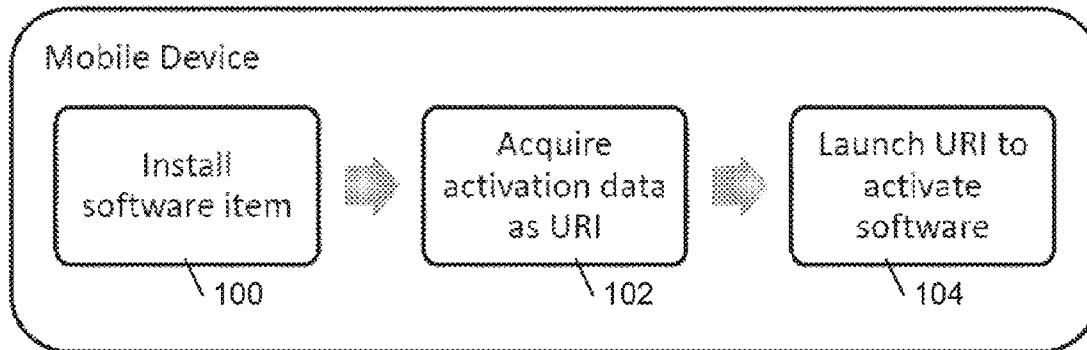 Mobile Device
Install
software item
100
Acquire
activation data
as URI
102
Launch URI to
activate
software
104